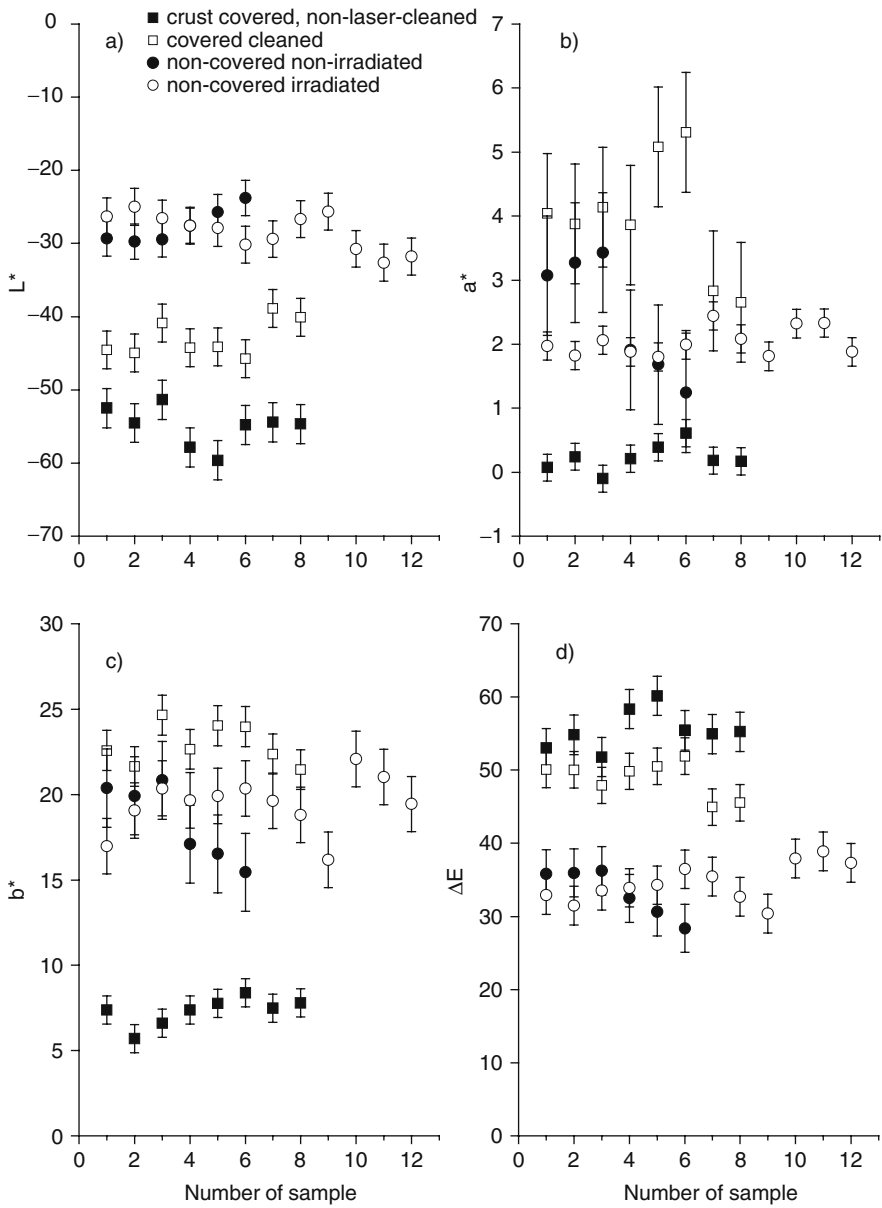 ■ crust covered, non-laser-cleaned
□ covered cleaned
● non-covered non-irradiated
○ non-covered irradiated
a)
0
−10
−20
−30
−40
−50
−60
−70
L*
0 2 4 6 8 10 12
b)
7
6
5
4
3
2
1
0
−1
a*
0 2 4 6 8 10 12
c)
30
25
20
15
10
5
0
b*
0 2 4 6 8 10 12
Number of sample
d)
70
60
50
40
30
20
10
0
ΔE
0 2 4 6 8 10 12
Number of sample